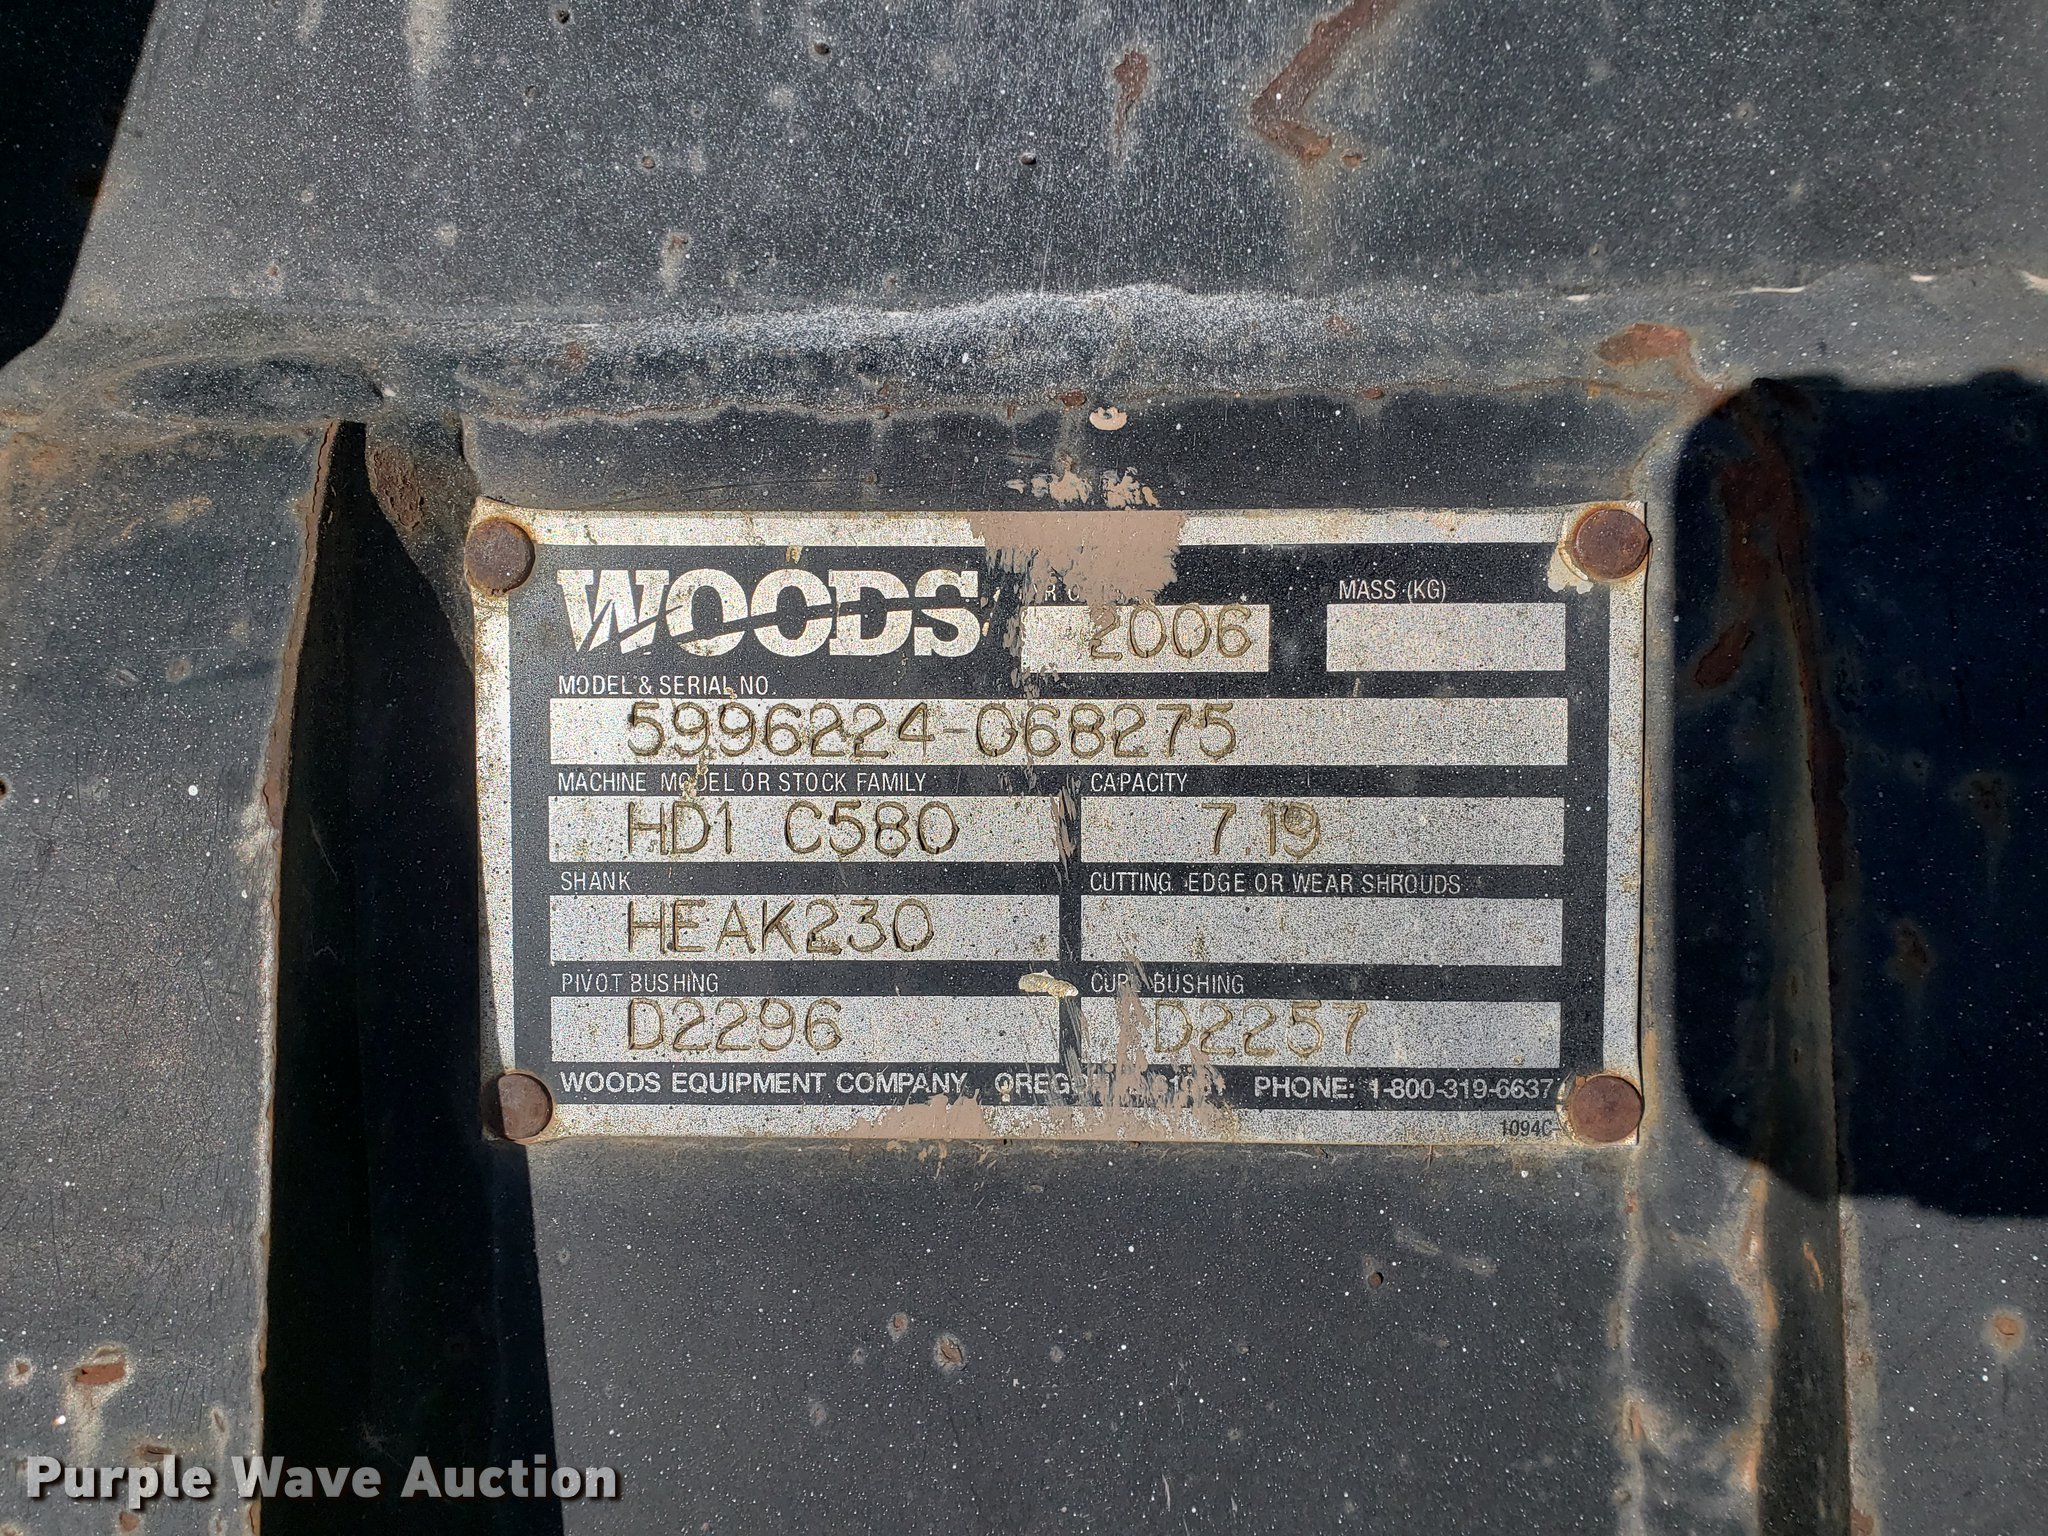 WOODS
2006
MASS (KG)
MODEL & SERIAL NO.
5996224-068275
MACHINE MODEL OR STOCK FAMILY
CAPACITY
HD1 C580
7.19
SHANK
CUTTING EDGE OR WEAR SHROUDS
HEAK230
PIVOT BUSHING
BUSHING
D2296
D2257
WOODS EQUIPMENT COMPANY, PHONE: 1-800-319-6637
1094C
Purple Wave Auction